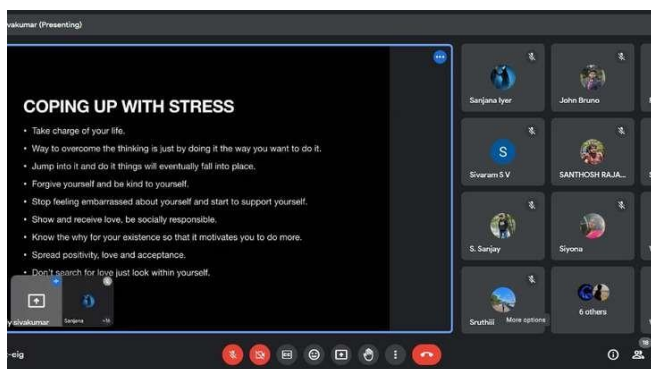 vakumar (Presenting)
COPING UP WITH STRESS
• Take charge of your life.
• Way to overcome the thinking is just by doing it the way you want to do it.
• Jump into it and do it things will eventually fall into place.
• Forgive yourself and be kind to yourself.
• Stop feeling embarrassed about yourself and start to support yourself.
• Show and receive love, be socially responsible.
• Know the why for your existence so that it motivates you to do more.
• Spread positivity, love and acceptance.
• Don't search for love just look within yourself.
y sivakumar
Sanjana
+16
Sanjana Iyer
John Bruno
S
Sivaram S V
SANTHOSH RAJA...
S. Sanjay
Siyona
Sruthiii
More options
6 others
-eig
18